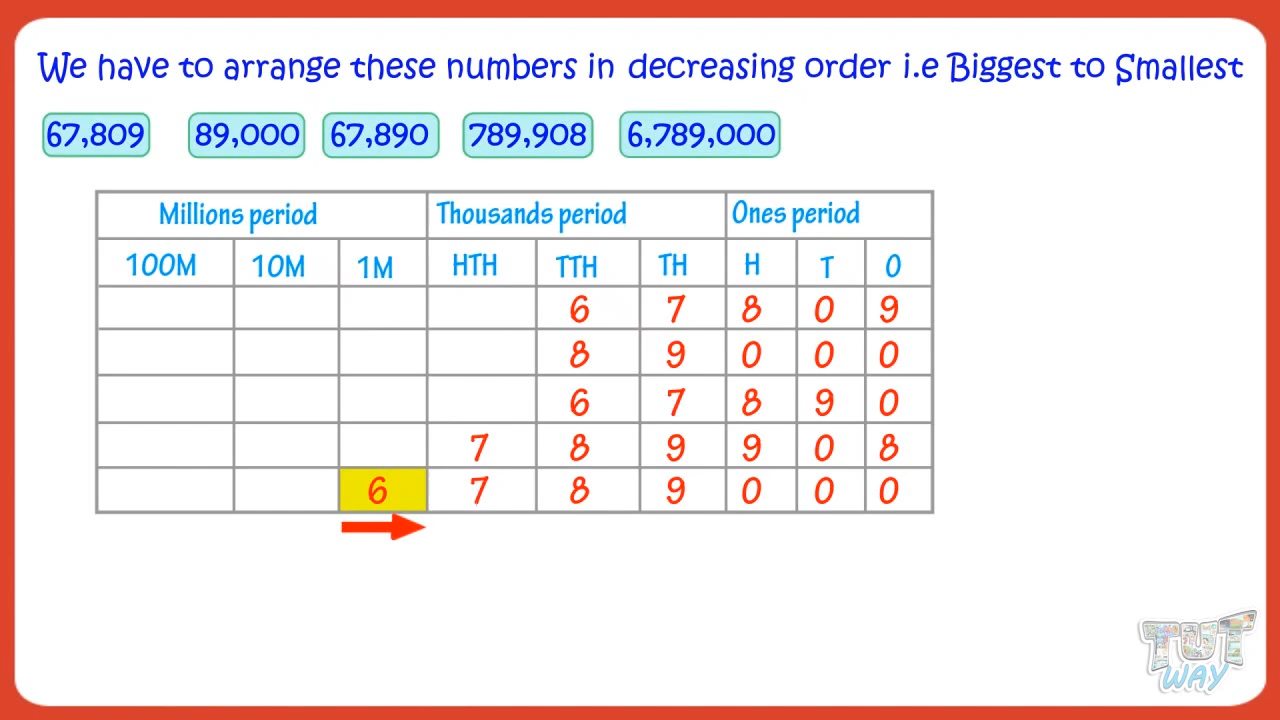 We have to arrange these numbers in decreasing order i.e Biggest to Smallest
67,809 89,000 67,890 789,908 6,789,000
Millions period Thousands period Ones period
100M 10M 1M HTH TTH TH H T O
6 7 8 0 9
8 9 0 0 0
6 7 8 9 0
7 8 9 9 0 8
6 7 8 9 0 0 0
TUT
WAY